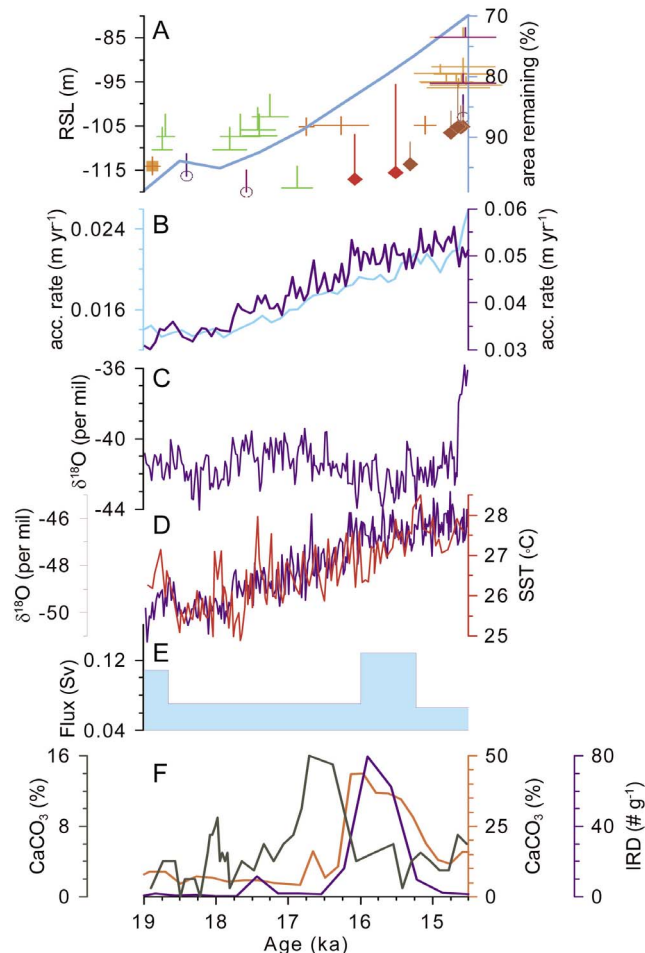 A
-85
-95
-105
-115
RSL (m)
70
80
90
area remaining (%)
B
0.024
0.016
acc. rate (m yr⁻¹)
0.06
0.05
0.04
0.03
acc. rate (m yr⁻¹)
C
-36
-40
-44
δ¹⁸O (per mil)
D
-46
-48
-50
δ¹⁸O (per mil)
28
27
26
25
SST (◦C)
E
0.12
0.04
Flux (Sv)
F
16
8
0
CaCO₃ (%)
50
25
0
CaCO₃ (%)
80
40
0
IRD (# g⁻¹)
19 18 17 16 15
Age (ka)